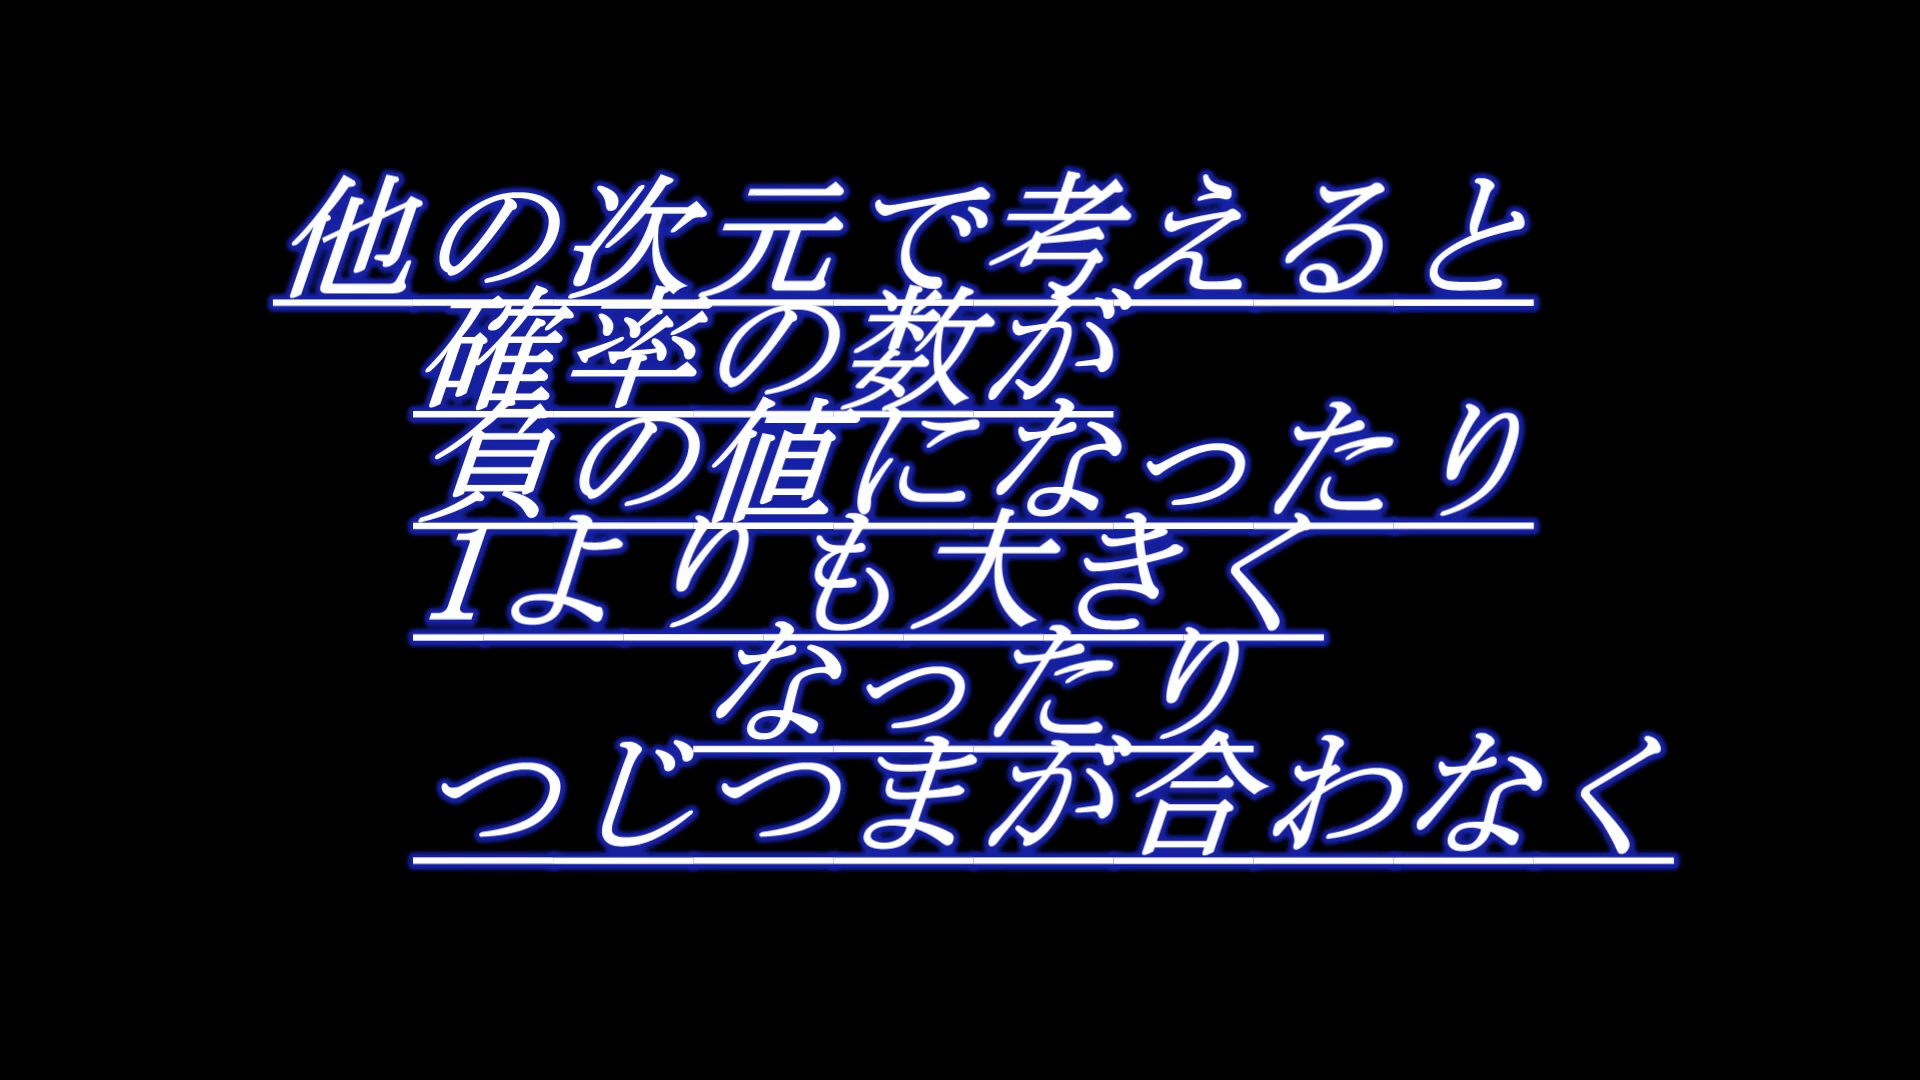 他の次元で考えると
確率の数が
負の値になったり
1よりも大きく
なったり
つじつまが合わなく